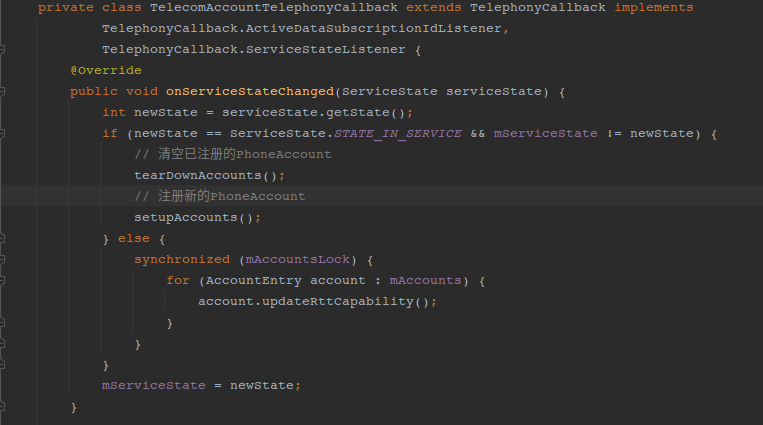 private class TelecomAccountTelephonyCallback extends TelephonyCallback implements
TelephonyCallback.ActiveDataSubscriptionIdListener,
TelephonyCallback.ServiceStateListener {
@Override
public void onServiceStateChanged(ServiceState serviceState) {
int newState = serviceState.getState();
if (newState == ServiceState.STATE_IN_SERVICE && mServiceState != newState) {
// 清空已注册的PhoneAccount
tearDownAccounts();
// 注册新的PhoneAccount
setupAccounts();
} else {
synchronized (mAccountsLock) {
for (AccountEntry account : mAccounts) {
account.updateRttCapability();
}
}
}
mServiceState = newState;
}